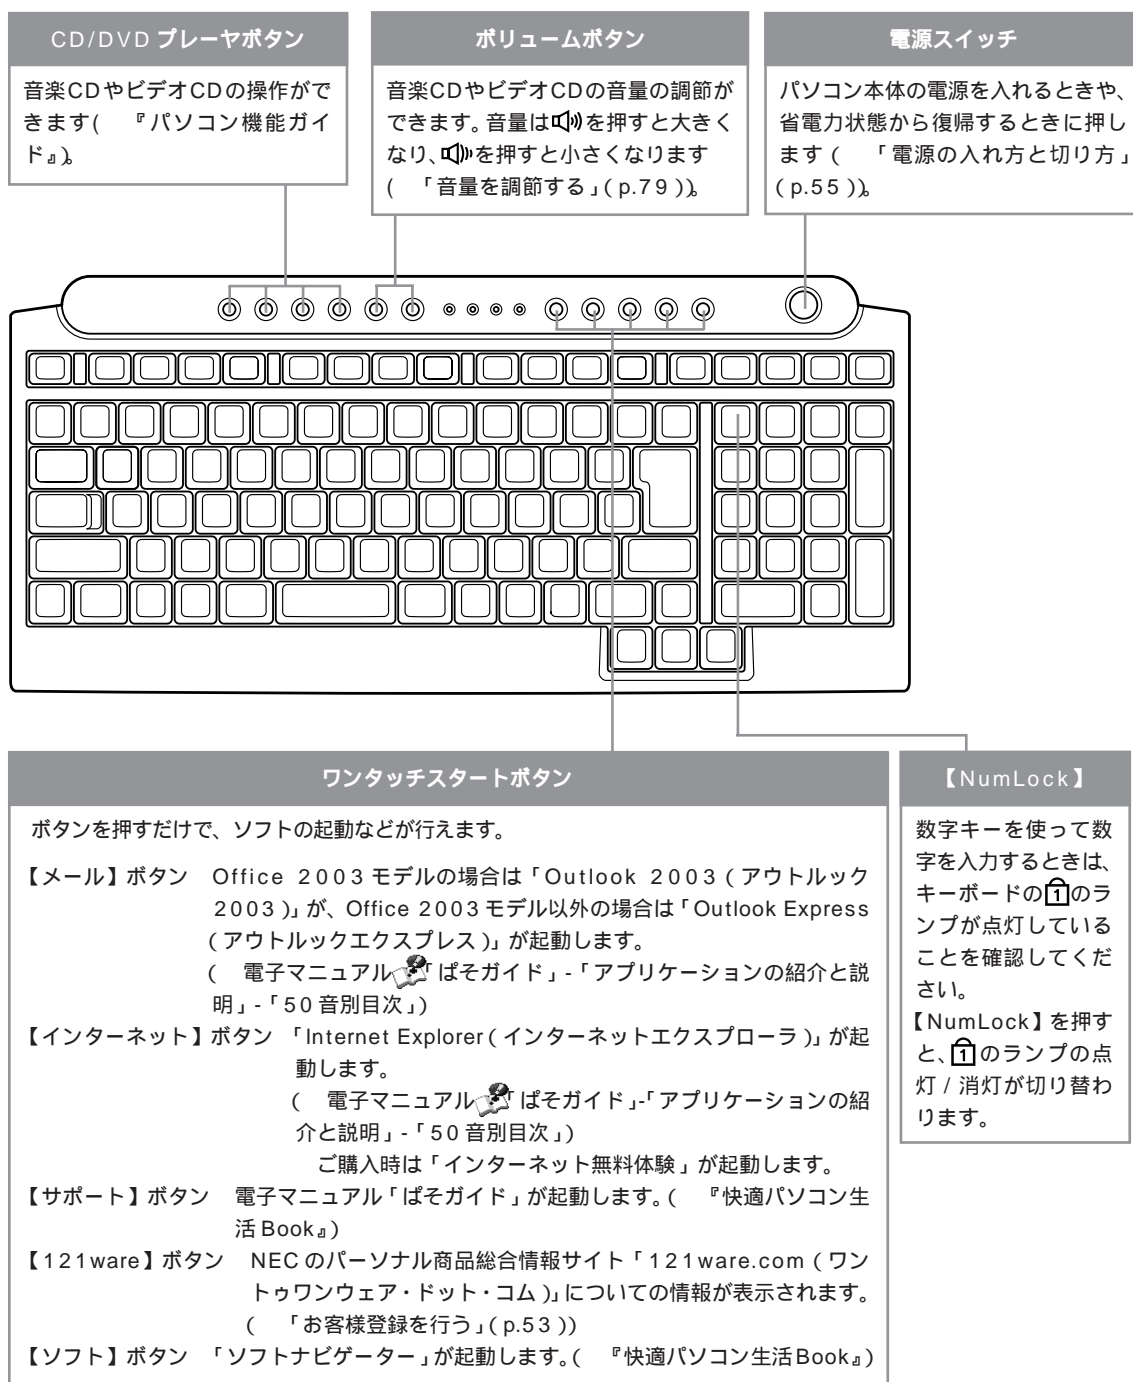 CD/DVDプレーヤボタン
音楽CDやビデオCDの操作がで
きます( 『パソコン機能ガイ
ド』)。
ボリュームボタン
音楽CDやビデオCDの音量の調節が
できます。音量はを押すと大きく
なり、を押すと小さくなります
( 「音量を調節する」(p.79))。
電源スイッチ
パソコン本体の電源を入れるときや、
省電力状態から復帰するときに押し
ます( 「電源の入れ方と切り方」
(p.55))。
ワンタッチスタートボタン
ボタンを押すだけで、ソフトの起動などが行えます。
【メール】ボタン Office 2003モデルの場合は「Outlook 2003(アウトルック
2003)」が、Office 2003モデル以外の場合は「Outlook Express
(アウトルックエクスプレス)」が起動します。
( 電子マニュアル「ぱそガイド」-「アプリケーションの紹介と説
明」-「50音別目次」)
【インターネット】ボタン 「Internet Explorer(インターネットエクスプローラ)」が起
動します。
( 電子マニュアル「ぱそガイド」-「アプリケーションの紹
介と説明」-「50音別目次」)
ご購入時は「インターネット無料体験」が起動します。
【サポート】ボタン 電子マニュアル「ぱそガイド」が起動します。( 『快適パソコン生
活Book』)
【121ware】ボタン NECのパーソナル商品総合情報サイト「121ware.com(ワン
トゥワンウェア・ドット・コム)」についての情報が表示されます。
( 「お客様登録を行う」(p.53))
【ソフト】ボタン 「ソフトナビゲーター」が起動します。( 『快適パソコン生活Book』)
【NumLock】
数字キーを使って数
字を入力するときは、
キーボードの1のラ
ンプが点灯している
ことを確認してくだ
さい。
【NumLock】を押す
と、1のランプの点
灯/消灯が切り替わ
ります。